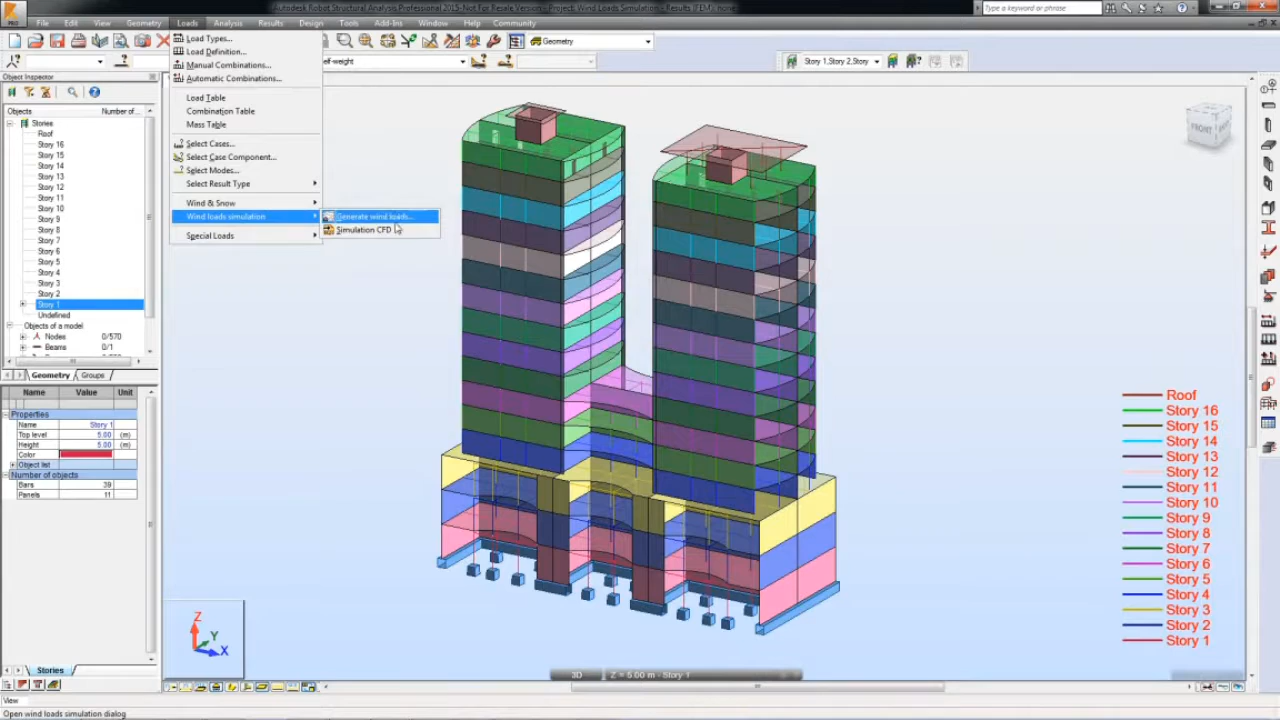 Autodesk Robot Structural Analysis Professional 2015-Not For Resale Version - Project: Wind Loads Simulation - Results (FEM): none
Type a keyword or phrase
PRO
File Edit View Geometry Loads Analysis Results Design Tools Add-Ins Window Help Community
Geometry
elf-weight
Story 1,Story 2,Story
Load Types...
Load Definition...
Manual Combinations...
Automatic Combinations...
Load Table
Combination Table
Mass Table
Select Cases...
Select Case Component...
Select Modes...
Select Result Type
Wind & Snow
Wind loads simulation
Special Loads
Generate wind loads...
Simulation CFD
Object Inspector
Objects Number of...
Stories
Roof
Story 16
Story 15
Story 14
Story 13
Story 12
Story 11
Story 10
Story 9
Story 8
Story 7
Story 6
Story 5
Story 4
Story 3
Story 2
Story 1
Undefined
Objects of a model
Nodes 0/570
Beams 0/1
Geometry Groups
Name Value Unit
Properties
Name Story 1
Top level 5.00 (m)
Height 5.00 (m)
Color
Object list
Number of objects
Bars 39
Panels 11
Stories
FRONT
Roof
Story 16
Story 15
Story 14
Story 13
Story 12
Story 11
Story 10
Story 9
Story 8
Story 7
Story 6
Story 5
Story 4
Story 3
Story 2
Story 1
Z
Y
X
3D Z = 5.00 m - Story 1
View
Open wind loads simulation dialog